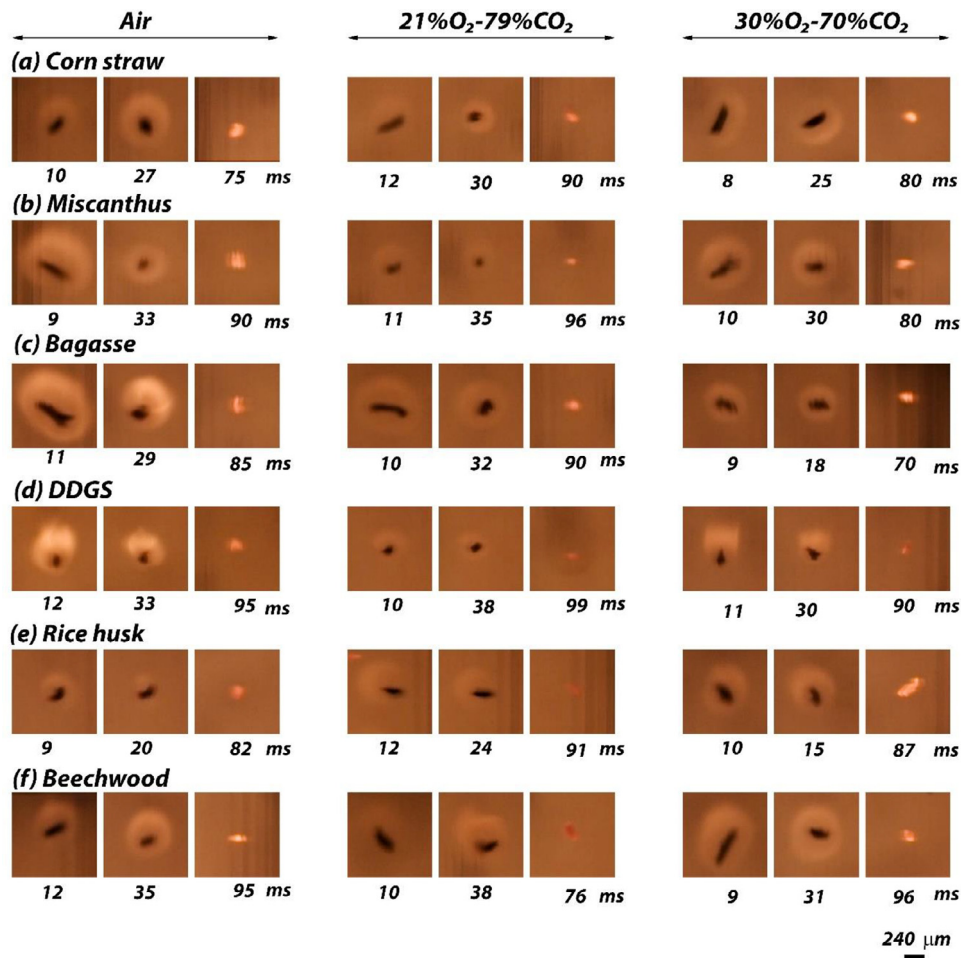 Air 21%O₂-79%CO₂ 30%O₂-70%CO₂
(a) Corn straw
10 27 75 ms 12 30 90 ms 8 25 80 ms
(b) Miscanthus
9 33 90 ms 11 35 96 ms 10 30 80 ms
(c) Bagasse
11 29 85 ms 10 32 90 ms 9 18 70 ms
(d) DDGS
12 33 95 ms 10 38 99 ms 11 30 90 ms
(e) Rice husk
9 20 82 ms 12 24 91 ms 10 15 87 ms
(f) Beechwood
12 35 95 ms 10 38 76 ms 9 31 96 ms
240 μm